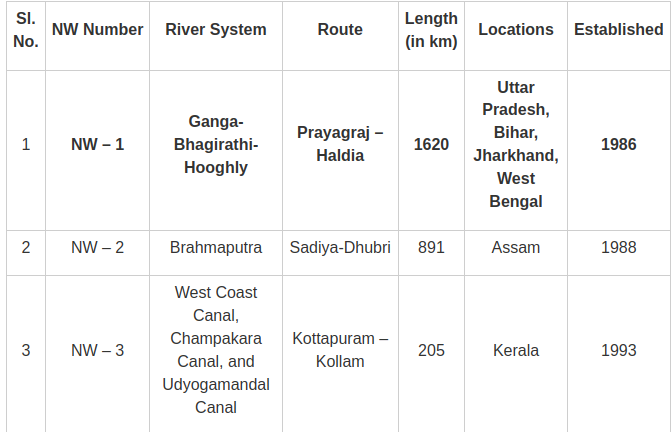 Sl. No. NW Number River System Route Length (in km) Locations Established
1 NW – 1 Ganga-Bhagirathi-Hooghly Prayagraj – Haldia 1620 Uttar Pradesh, Bihar, Jharkhand, West Bengal 1986
2 NW – 2 Brahmaputra Sadiya-Dhubri 891 Assam 1988
3 NW – 3 West Coast Canal, Champakara Canal, and Udyogamandal Canal Kottapuram – Kollam 205 Kerala 1993